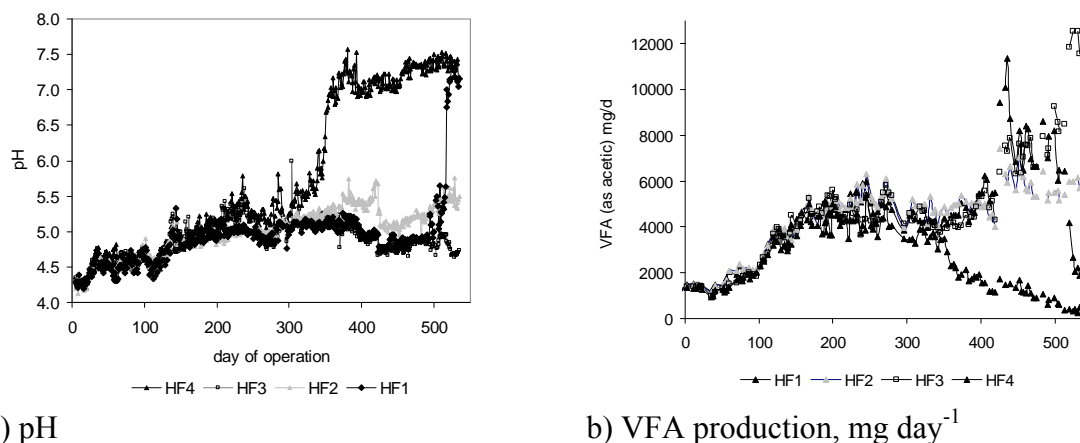 8.0
7.5
7.0
6.5
6.0
5.5
5.0
4.5
4.0
pH
0 100 200 300 400 500
day of operation
HF4 HF3 HF2 HF1
) pH
12000
10000
8000
6000
4000
2000
0
VFA (as acetic) mg/d
0 100 200 300 400 500
HF1 HF2 HF3 HF4
b) VFA production, mg day-1